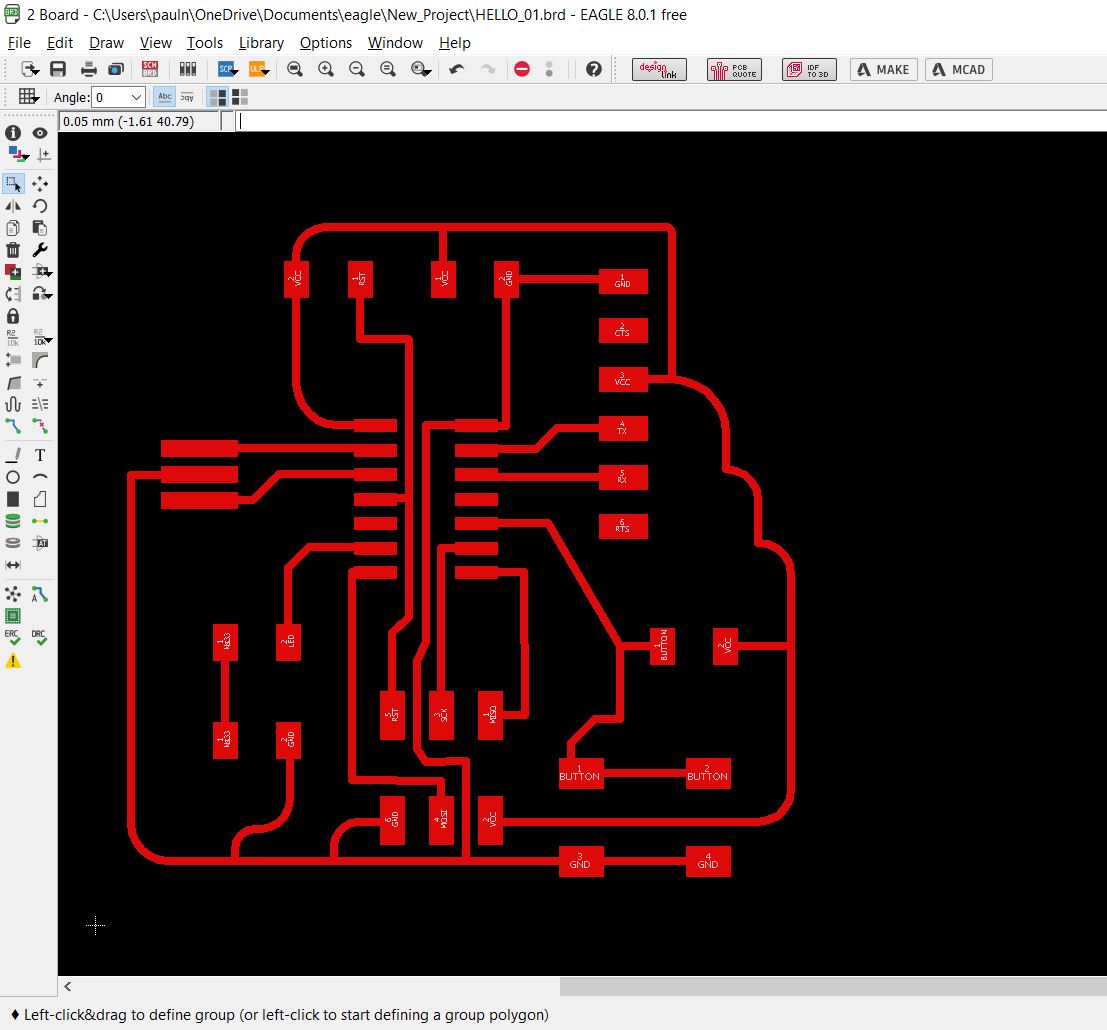 2 Board - C:\Users\pauln\OneDrive\Documents\eagle\New_Project\HELLO_01.brd - EAGLE 8.0.1 free
File Edit Draw View Tools Library Options Window Help
SCH BRD SCR ULP design link PCB QUOTE IDF TO 3D MAKE MCAD
Angle: 0 Abc
0.05 mm (-1.61 40.79)
2 VCC
1 RST
1 VCC
2 GND
1 GND
2 CTS
3 VCC
4 TX
5 RX
6 RTS
2 LED
1 BUTTON
2 VCC
5 RST
3 SCK
1 MISO
2 GND
1 BUTTON
2 BUTTON
6 GND
4 MOSI
2 VCC
3 GND
4 GND
R2 10k
R2 10k
T
ERC DRC
Left-click&drag to define group (or left-click to start defining a group polygon)